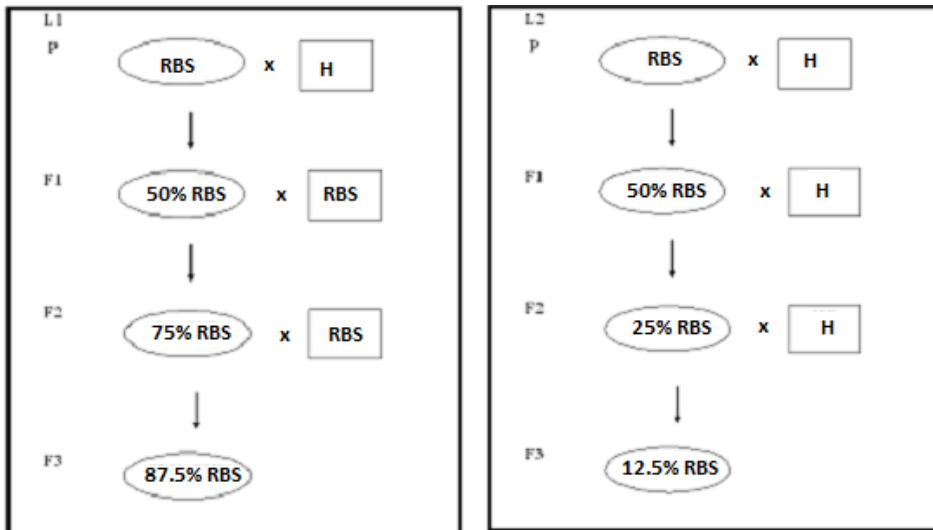 L1
P
RBS x H
F1
50% RBS x RBS
F2
75% RBS x RBS
F3
87.5% RBS
L2
P
RBS x H
F1
50% RBS x H
F2
25% RBS x H
F3
12.5% RBS